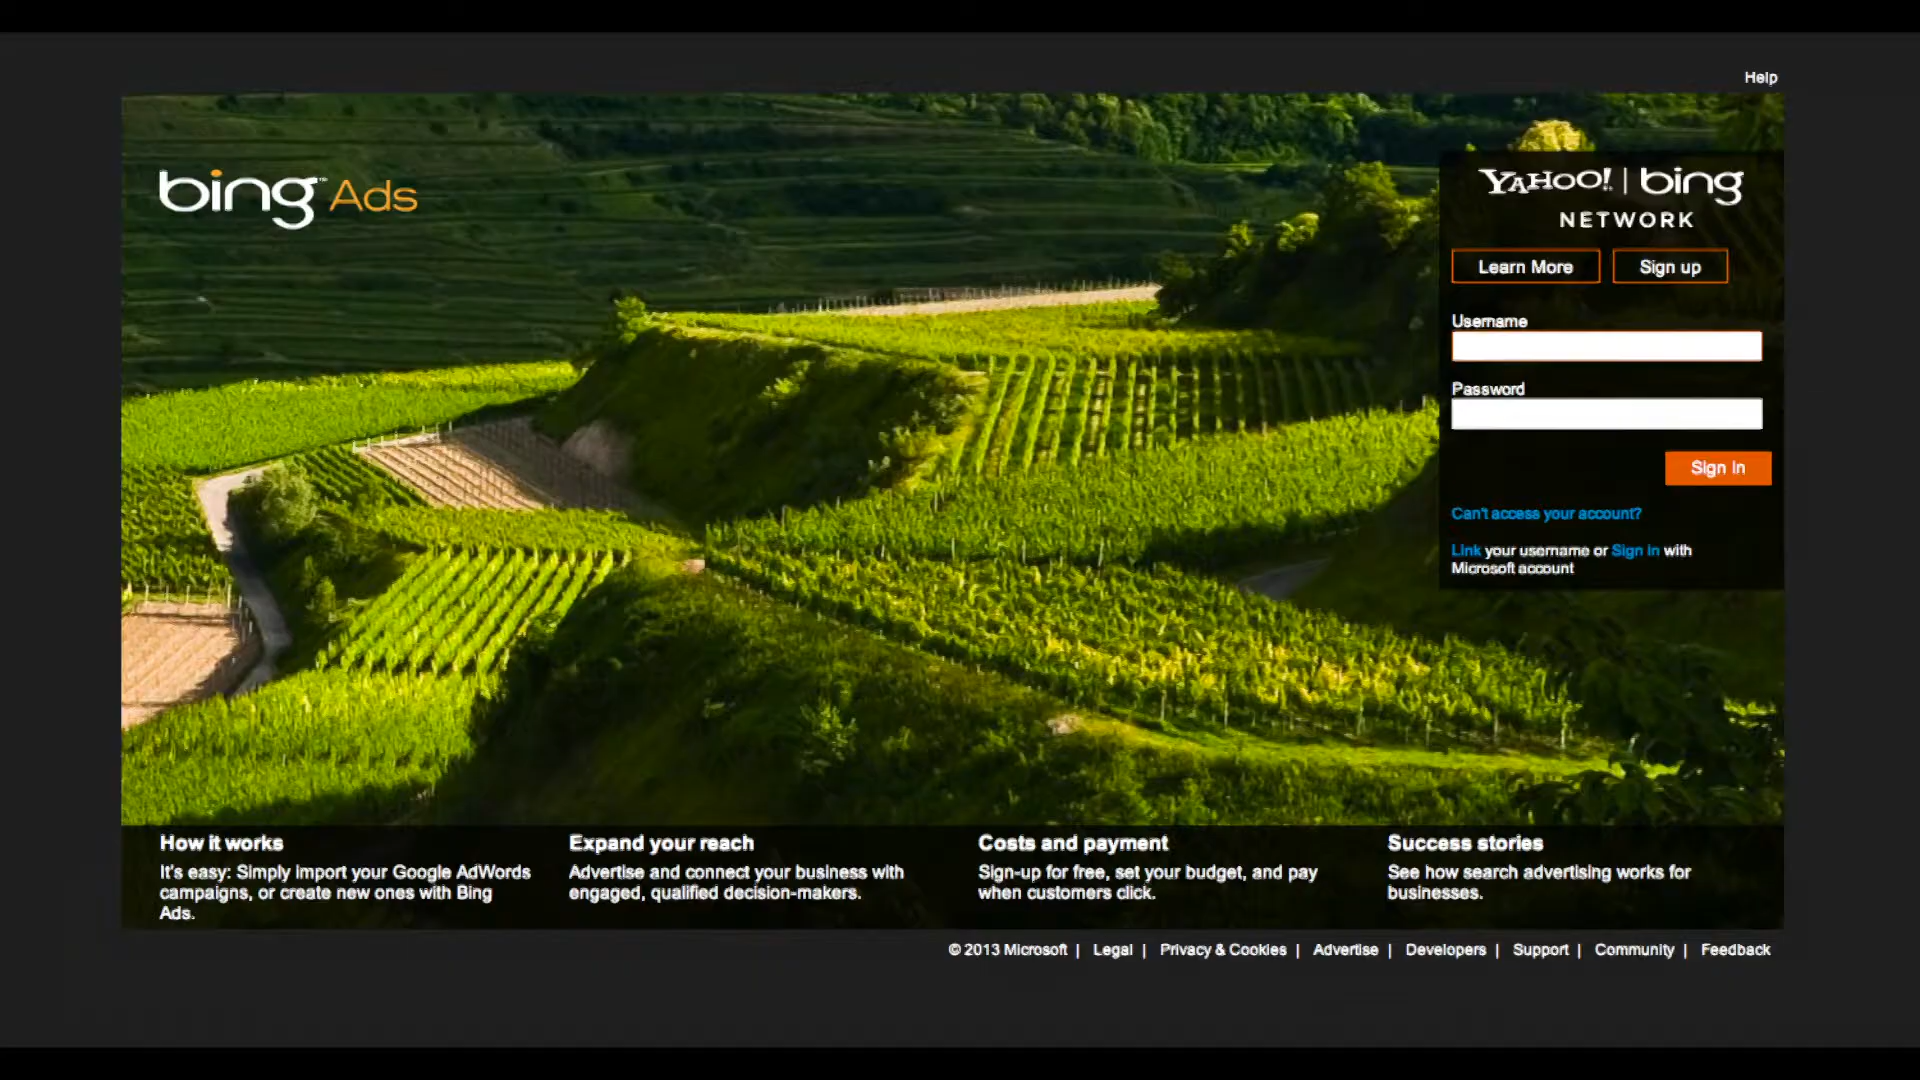 Help
bing™ Ads
YAHOO! | bing
NETWORK
Learn More
Sign up
Username
Password
Sign in
Can't access your account?
Link your username or Sign in with
Microsoft account
How it works
It's easy: Simply import your Google AdWords
campaigns, or create new ones with Bing
Ads.
Expand your reach
Advertise and connect your business with
engaged, qualified decision-makers.
Costs and payment
Sign-up for free, set your budget, and pay
when customers click.
Success stories
See how search advertising works for
businesses.
© 2013 Microsoft | Legal | Privacy & Cookies | Advertise | Developers | Support | Community | Feedback